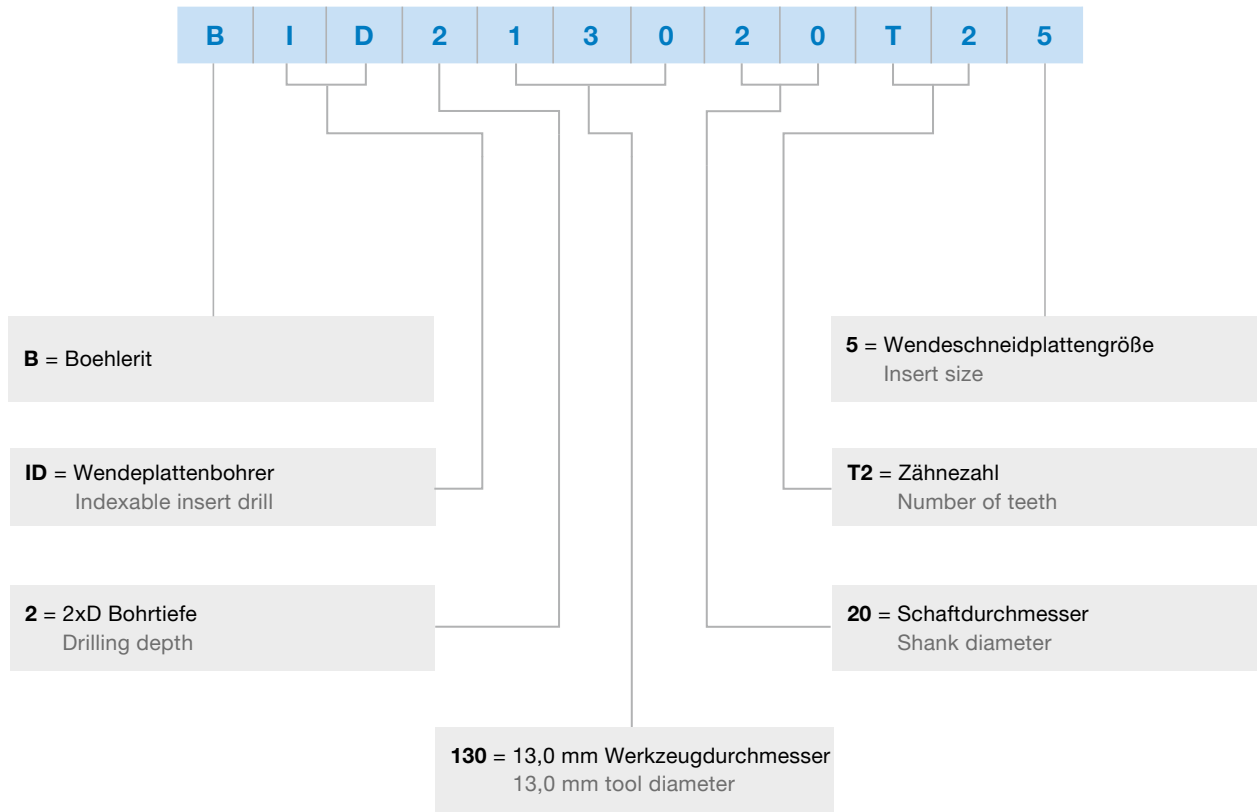 B I D 2 1 3 0 2 0 T 2 5
B = Boehlerit
ID = Wendeplattenbohrer
Indexable insert drill
2 = 2xD Bohrtiefe
Drilling depth
130 = 13,0 mm Werkzeugdurchmesser
13,0 mm tool diameter
5 = Wendeschneidplattengröße
Insert size
T2 = Zähnezahl
Number of teeth
20 = Schaftdurchmesser
Shank diameter